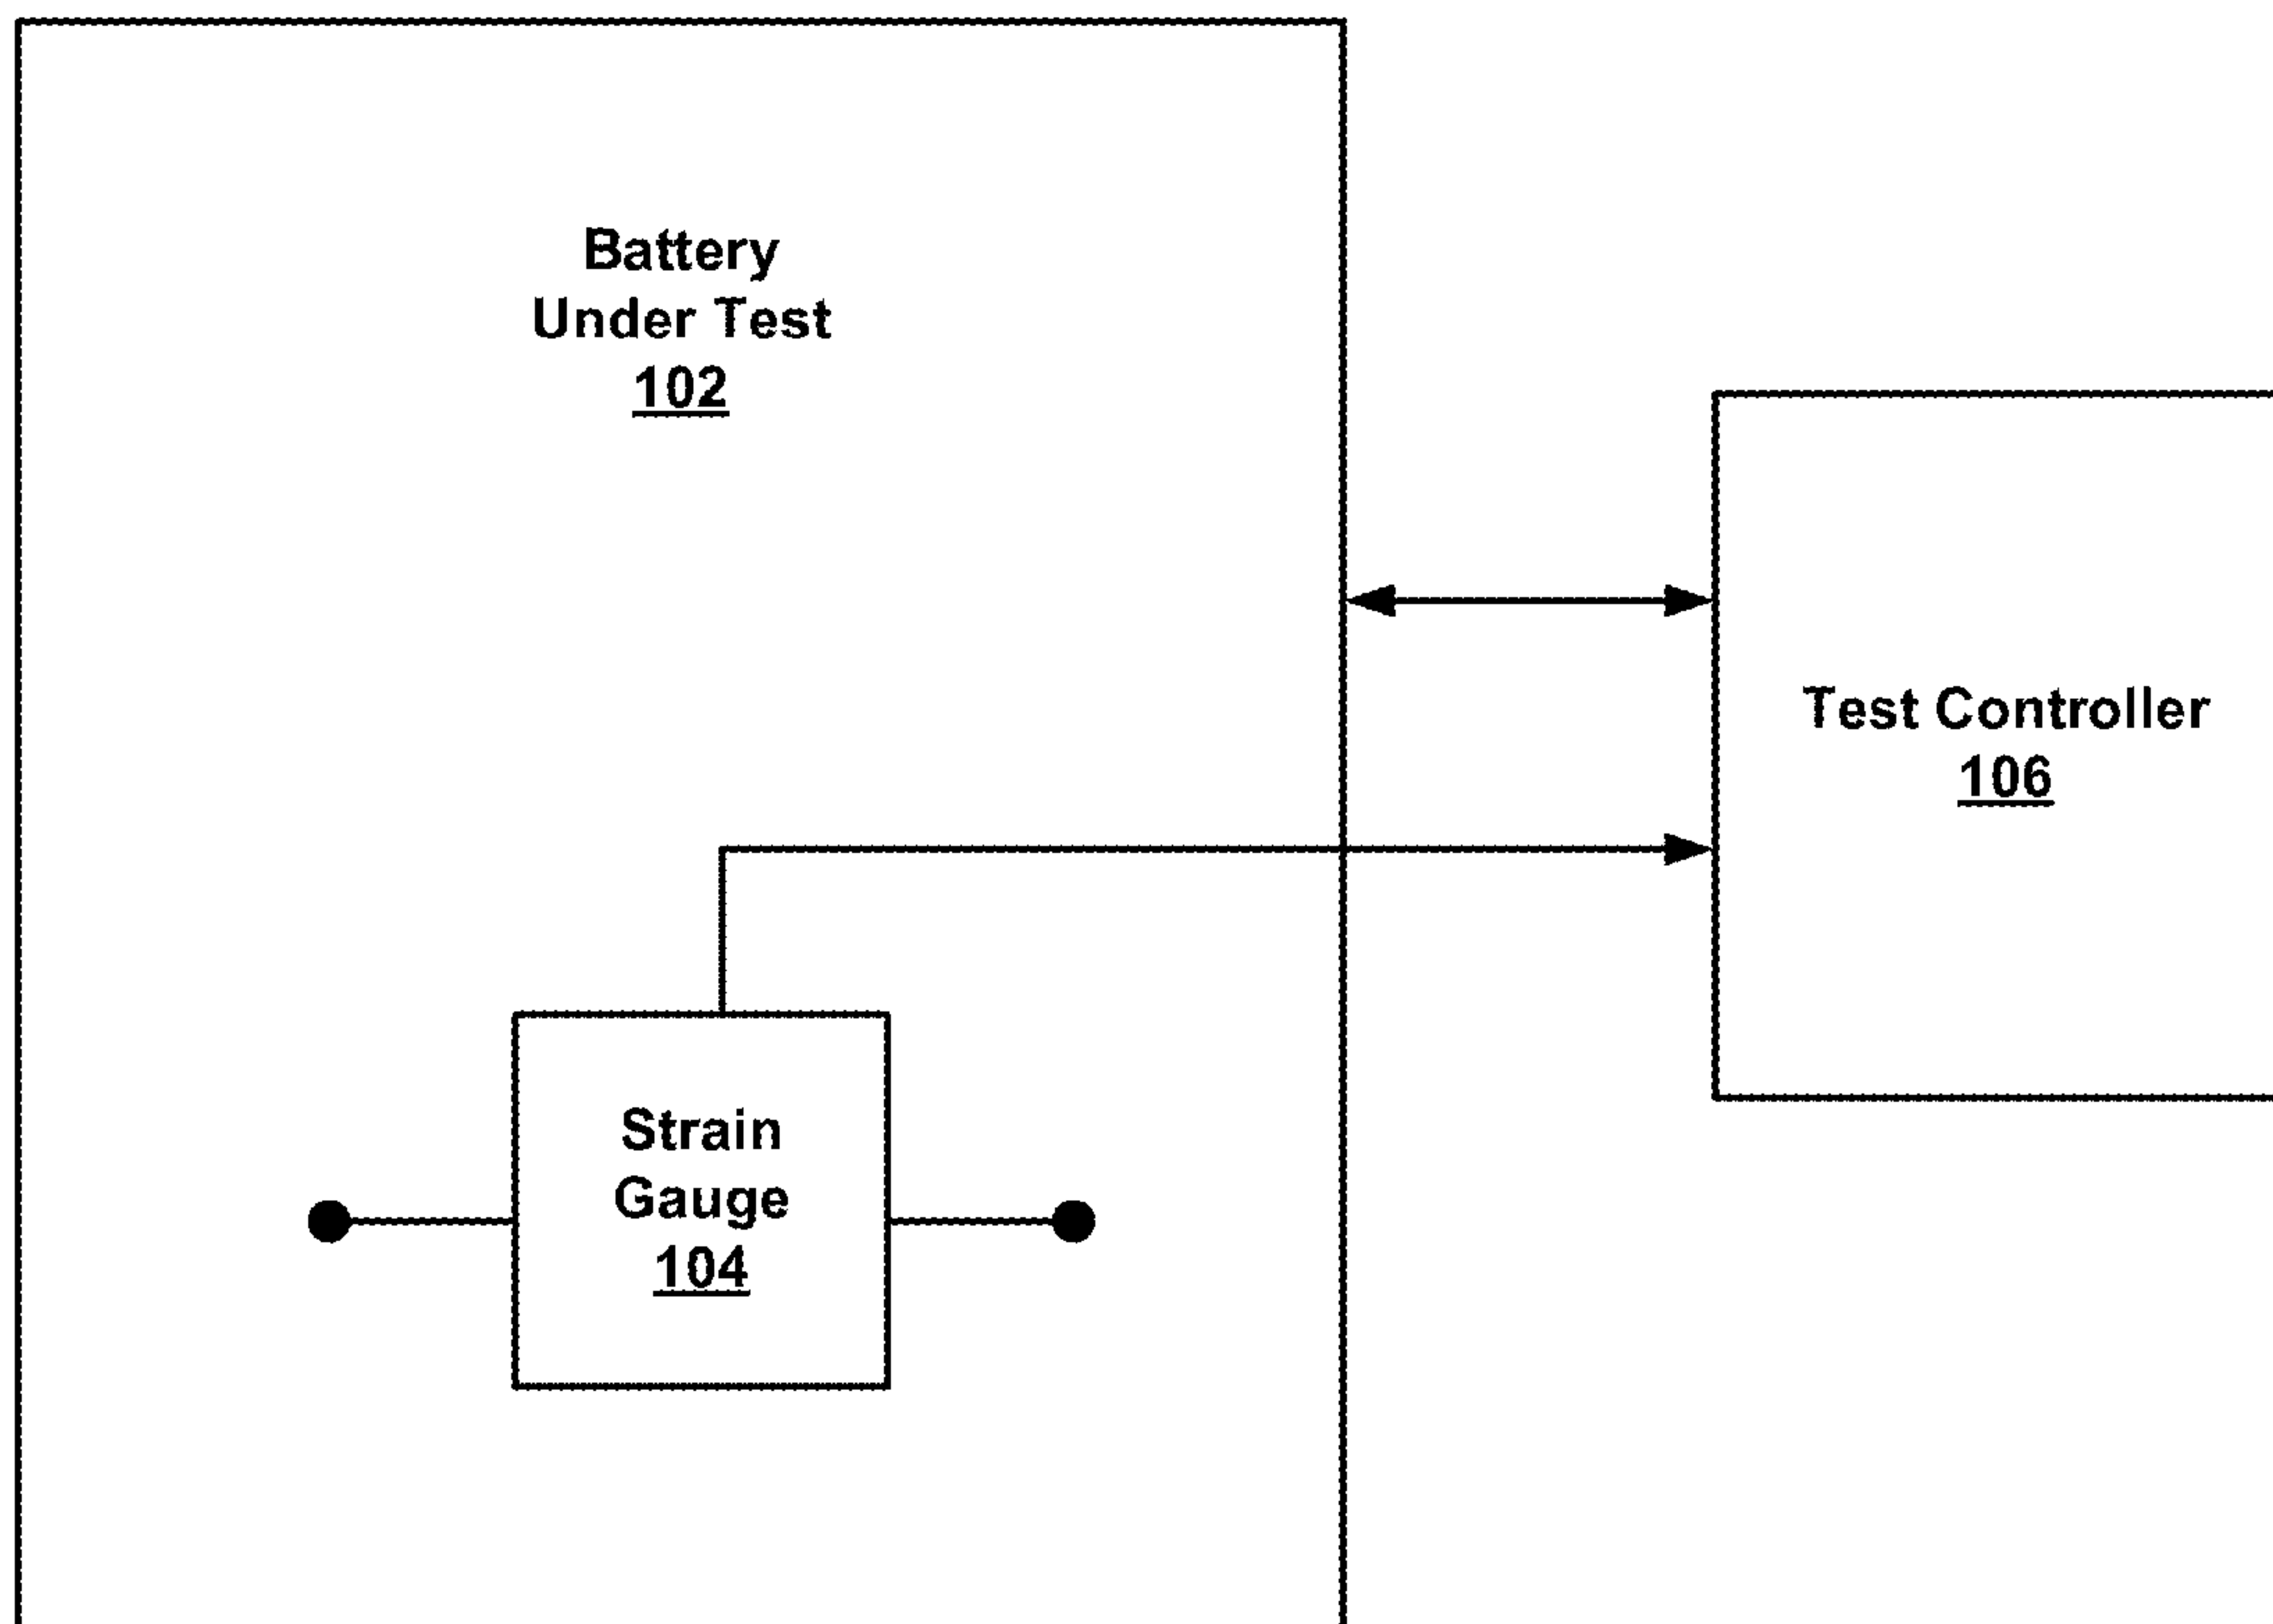 Battery
Under Test
102
Test Controller
106
Strain
Gauge
104